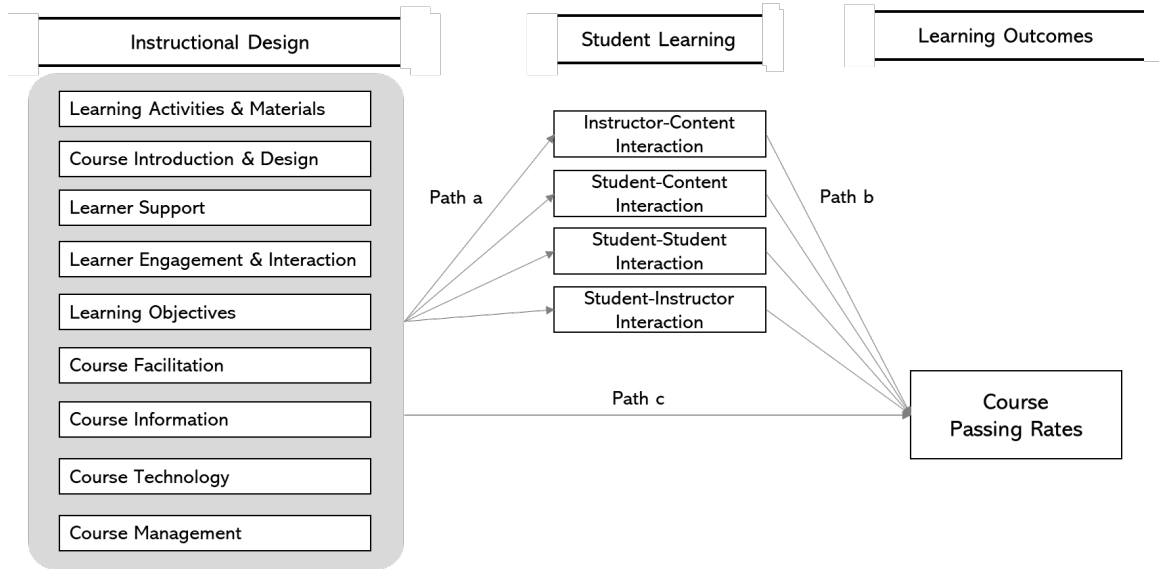 Instructional Design
Student Learning
Learning Outcomes
Learning Activities & Materials
Course Introduction & Design
Learner Support
Learner Engagement & Interaction
Learning Objectives
Course Facilitation
Course Information
Course Technology
Course Management
Path a
Instructor-Content
Interaction
Student-Content
Interaction
Student-Student
Interaction
Student-Instructor
Interaction
Path b
Path c
Course
Passing Rates